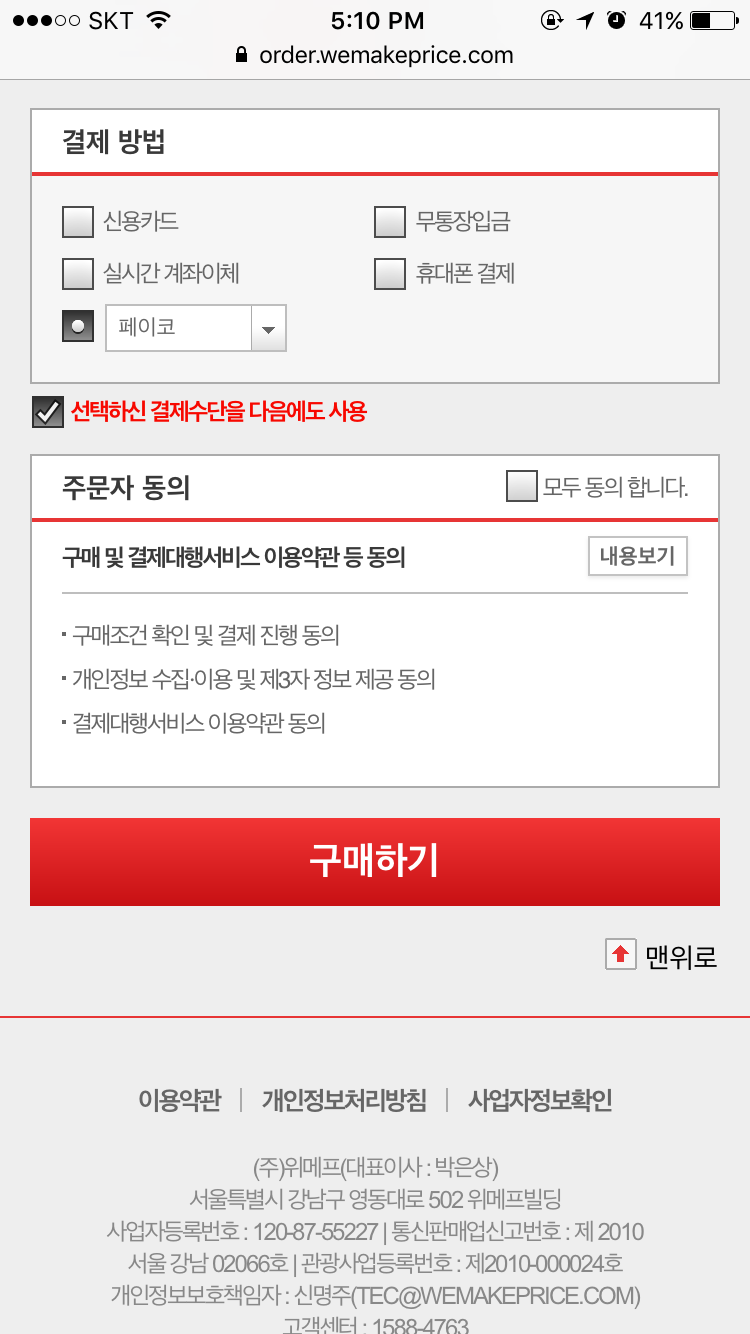 SKT 5:10 PM 41%
order.wemakeprice.com
결제 방법
신용카드 무통장입금
실시간 계좌이체 휴대폰 결제
페이코
선택하신 결제수단을 다음에도 사용
주문자 동의 모두 동의 합니다.
구매 및 결제대행서비스 이용약관 등 동의 내용보기
· 구매조건 확인 및 결제 진행 동의
· 개인정보 수집·이용 및 제3자 정보 제공 동의
· 결제대행서비스 이용약관 동의
구매하기
맨위로
이용약관 | 개인정보처리방침 | 사업자정보확인
(주)위메프(대표이사 : 박은상)
서울특별시 강남구 영동대로 502 위메프빌딩
사업자등록번호 : 120-87-55227 | 통신판매업신고번호 : 제 2010
서울 강남 02066호 | 관광사업등록번호 : 제2010-000024호
개인정보보호책임자 : 신명주(TEC@WEMAKEPRICE.COM)
고객센터 : 1588-4763